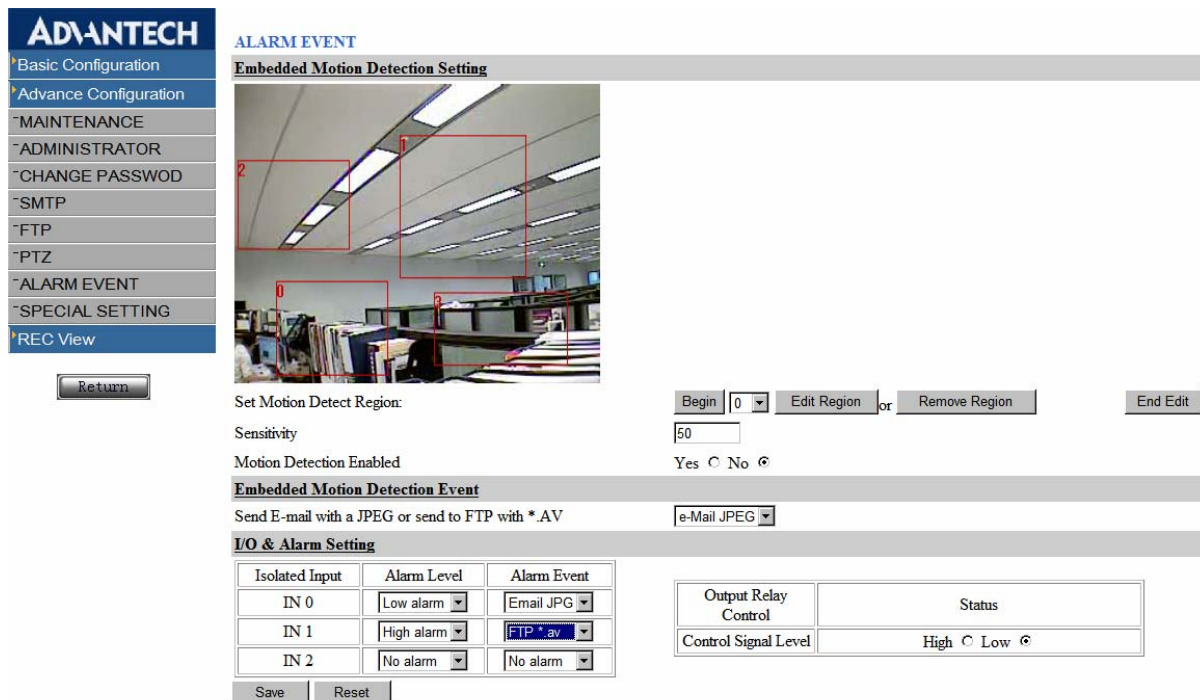 ADVANTECH
Basic Configuration
Advance Configuration
-MAINTENANCE
-ADMINISTRATOR
-CHANGE PASSWOD
-SMTP
-FTP
-PTZ
-ALARM EVENT
-SPECIAL SETTING
REC View
Return
ALARM EVENT
Embedded Motion Detection Setting
2
1
0
3
Set Motion Detect Region: Begin 0 Edit Region or Remove Region End Edit
Sensitivity 50
Motion Detection Enabled Yes No
Embedded Motion Detection Event
Send E-mail with a JPEG or send to FTP with *.AV e-Mail JPEG
I/O & Alarm Setting
Isolated Input Alarm Level Alarm Event
IN 0 Low alarm Email JPG
IN 1 High alarm FTP *.av
IN 2 No alarm No alarm
Output Relay Control Status
Control Signal Level High Low
Save Reset